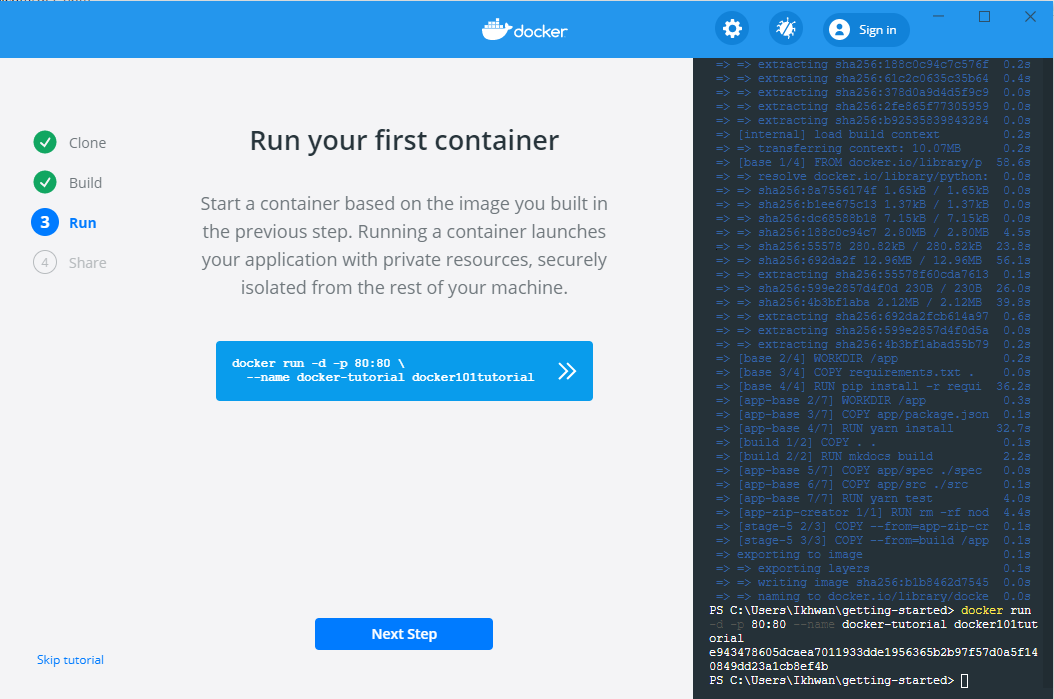 docker
Sign in
Clone
Build
3 Run
4 Share
Run your first container
Start a container based on the image you built in
the previous step. Running a container launches
your application with private resources, securely
isolated from the rest of your machine.
docker run -d -p 80:80 \
--name docker-tutorial docker101tutorial
Next Step
Skip tutorial
=> => extracting sha256:188c0c94c7c576f 0.2s
=> => extracting sha256:61c2c0635c35b64 0.4s
=> => extracting sha256:378d0a9d4d5f9c9 0.0s
=> => extracting sha256:2fe865f77305959 0.0s
=> => extracting sha256:b92535839843284 0.0s
=> [internal] load build context 0.2s
=> => transferring context: 10.07MB 0.2s
=> [base 1/4] FROM docker.io/library/p 58.6s
=> => resolve docker.io/library/python: 0.0s
=> => sha256:8a7556174f 1.65kB / 1.65kB 0.0s
=> => sha256:b1ee675c13 1.37kB / 1.37kB 0.0s
=> => sha256:dc68588b18 7.15kB / 7.15kB 0.0s
=> => sha256:188c0c94c7 2.80MB / 2.80MB 4.5s
=> => sha256:55578 280.82kB / 280.82kB 23.8s
=> => sha256:692da2f 12.96MB / 12.96MB 56.1s
=> => extracting sha256:55578f60cda7613 0.1s
=> => sha256:599e2857d4f0d 230B / 230B 26.0s
=> => sha256:4b3bf1aba 2.12MB / 2.12MB 39.8s
=> => extracting sha256:692da2fcb614a97 0.6s
=> => extracting sha256:599e2857d4f0d5a 0.0s
=> => extracting sha256:4b3bf1abad55b79 0.2s
=> [base 2/4] WORKDIR /app 0.2s
=> [base 3/4] COPY requirements.txt . 0.0s
=> [base 4/4] RUN pip install -r requi 36.2s
=> [app-base 2/7] WORKDIR /app 0.3s
=> [app-base 3/7] COPY app/package.json 0.1s
=> [app-base 4/7] RUN yarn install 32.7s
=> [build 1/2] COPY . . 0.1s
=> [build 2/2] RUN mkdocs build 2.2s
=> [app-base 5/7] COPY app/spec ./spec 0.0s
=> [app-base 6/7] COPY app/src ./src 0.1s
=> [app-base 7/7] RUN yarn test 4.0s
=> [app-zip-creator 1/1] RUN rm -rf nod 4.4s
=> [stage-5 2/3] COPY --from=app-zip-cr 0.1s
=> [stage-5 3/3] COPY --from=build /app 0.1s
=> exporting to image 0.1s
=> => exporting layers 0.1s
=> => writing image sha256:b1b8462d7545 0.0s
=> => naming to docker.io/library/docke 0.0s
PS C:\Users\Ikhwan\getting-started> docker run
-d -p 80:80 --name docker-tutorial docker101tut
orial
e943478605dcaea7011933dde1956365b2b97f57d0a5f14
0849dd23a1cb8ef4b
PS C:\Users\Ikhwan\getting-started>